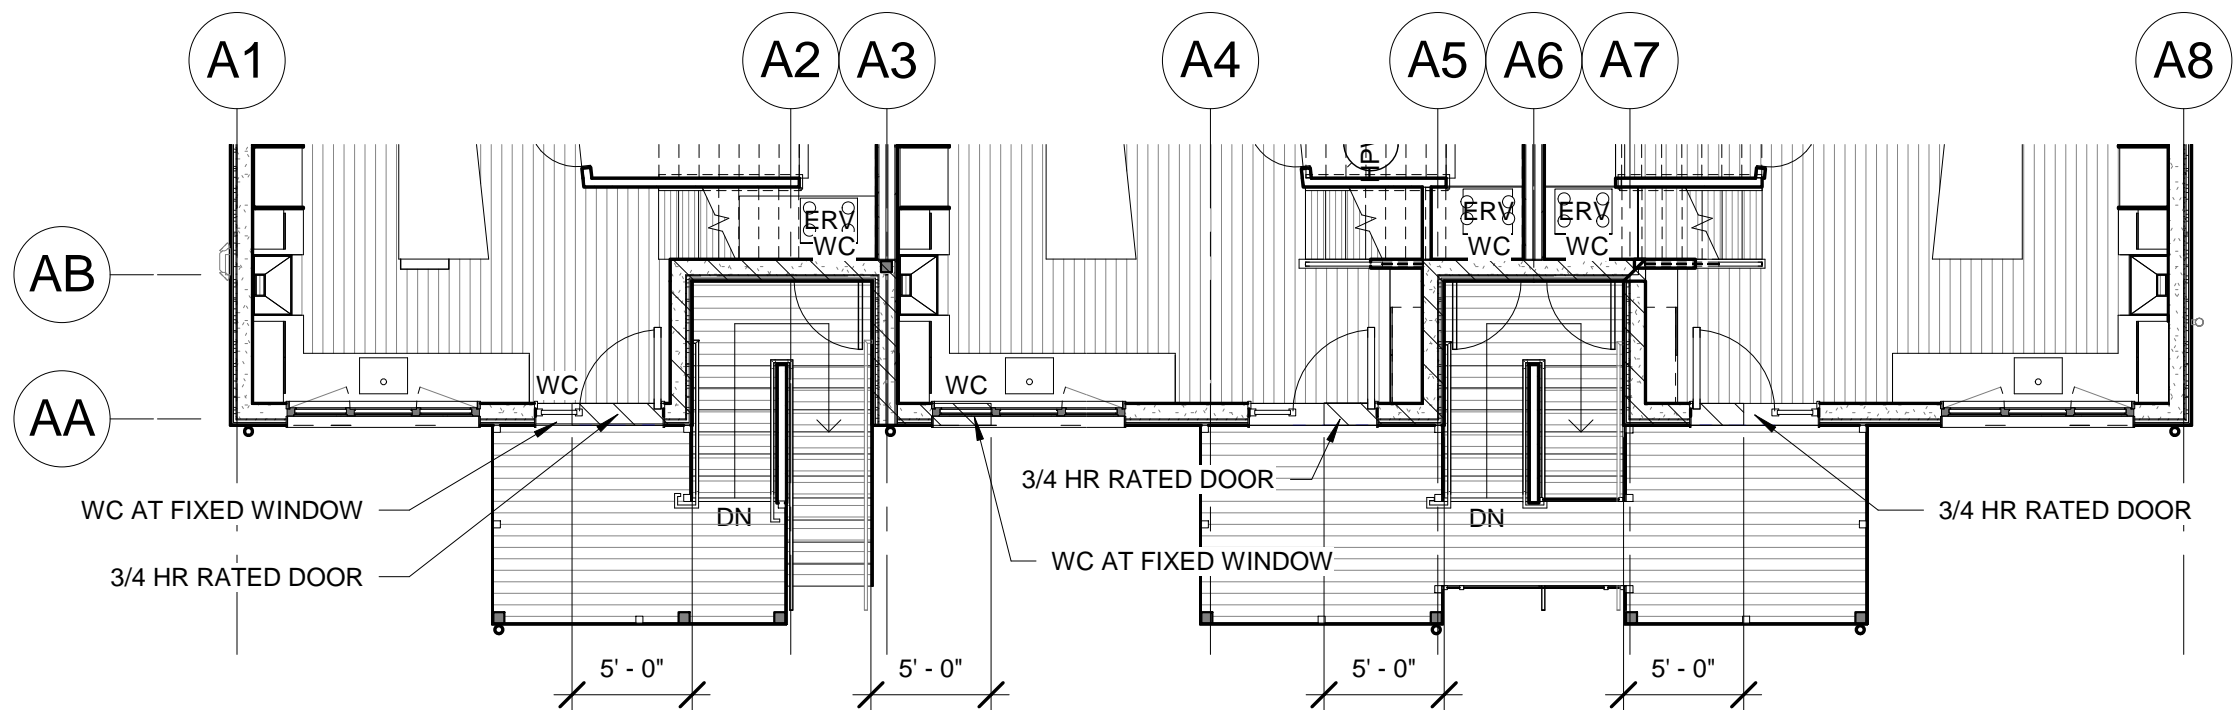 A1
A2
A3
A4
A5
A6
A7
A8
ERV
WC
ERV
WC
ERV
WC
AB
WC
WC
AA
3/4 HR RATED DOOR
WC AT FIXED WINDOW
DN
DN
3/4 HR RATED DOOR
WC AT FIXED WINDOW
3/4 HR RATED DOOR
5' - 0"
5' - 0"
5' - 0"
5' - 0"